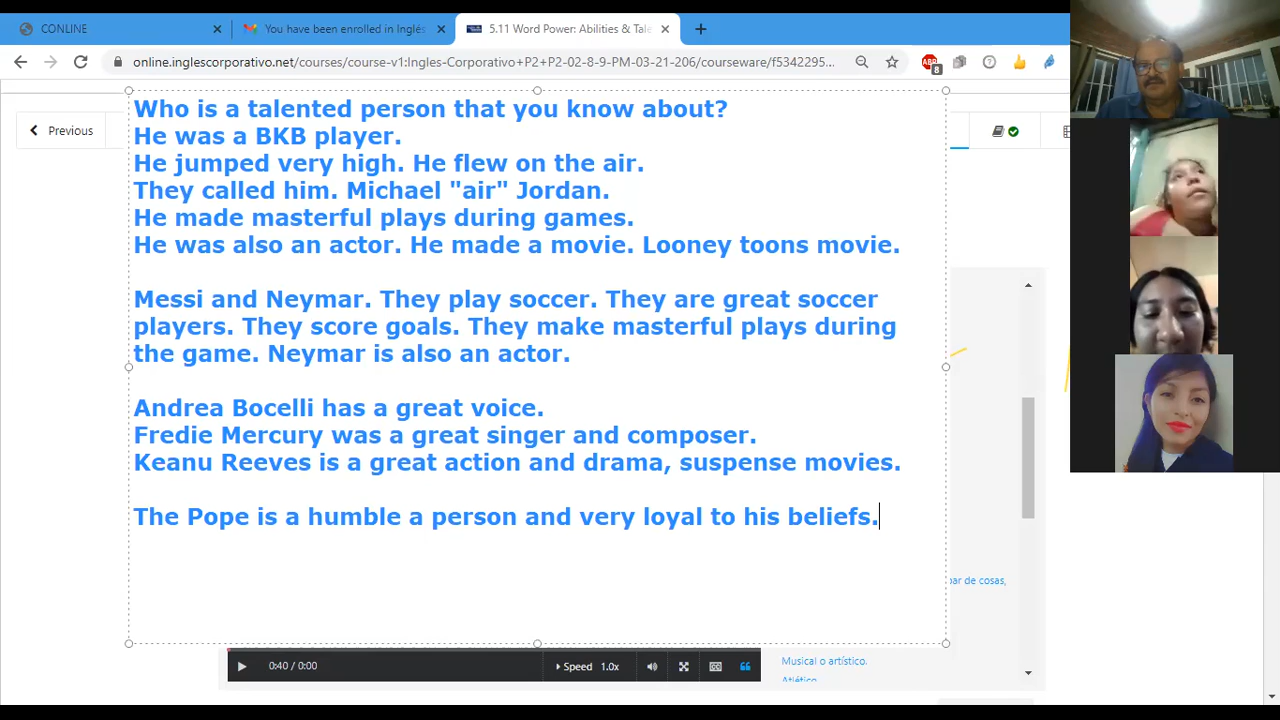 CONLINE
You have been enrolled in Inglés
5.11 Word Power: Abilities & Tale
online.inglescorporativo.net/courses/course-v1:Ingles-Corporativo+P2+P2-02-8-9-PM-03-21-206/courseware/f5342295...
8
Previous
Who is a talented person that you know about?
He was a BKB player.
He jumped very high. He flew on the air.
They called him. Michael "air" Jordan.
He made masterful plays during games.
He was also an actor. He made a movie. Looney toons movie.
Messi and Neymar. They play soccer. They are great soccer
players. They score goals. They make masterful plays during
the game. Neymar is also an actor.
Andrea Bocelli has a great voice.
Fredie Mercury was a great singer and composer.
Keanu Reeves is a great action and drama, suspense movies.
The Pope is a humble a person and very loyal to his beliefs.
par de cosas,
0:40 / 0:00
Speed 1.0x
Musical o artístico.
Atlético